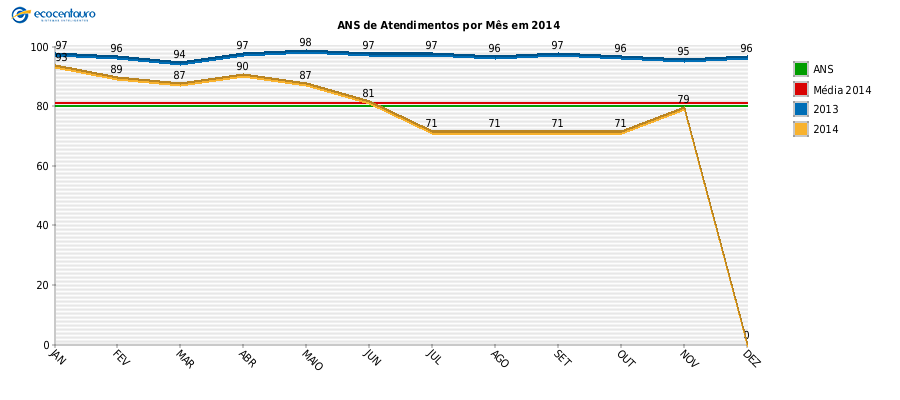 ecocentauro
ANS de Atendimentos por Mês em 2014
100
80
60
40
20
0
97 96 94 97 98 97 97 96 97 96 95 96
93 89 87 90 87 81 71 71 71 71 79 0
JAN FEV MAR ABR MAIO JUN JUL AGO SET OUT NOV DEZ
ANS
Média 2014
2013
2014